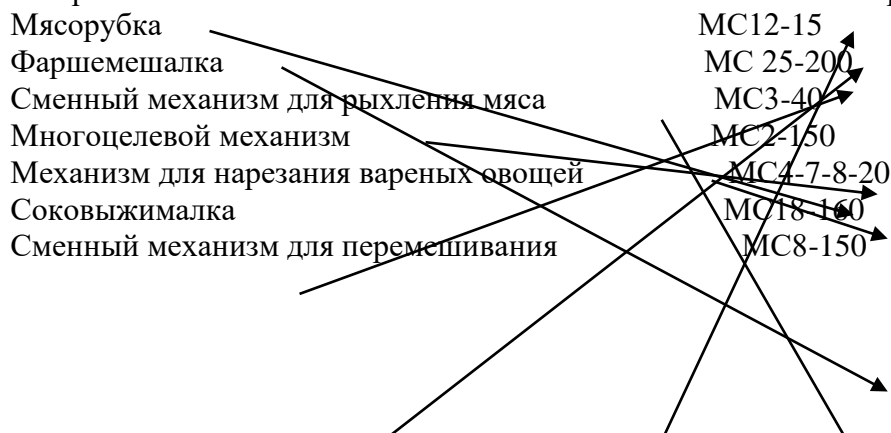 Мясорубка МС12-15
Фаршемешалка МС 25-200
Сменный механизм для рыхления мяса МС3-40
Многоцелевой механизм МС2-150
Механизм для нарезания вареных овощей МС4-7-8-20
Соковыжималка МС18-160
Сменный механизм для перемешивания МС8-150